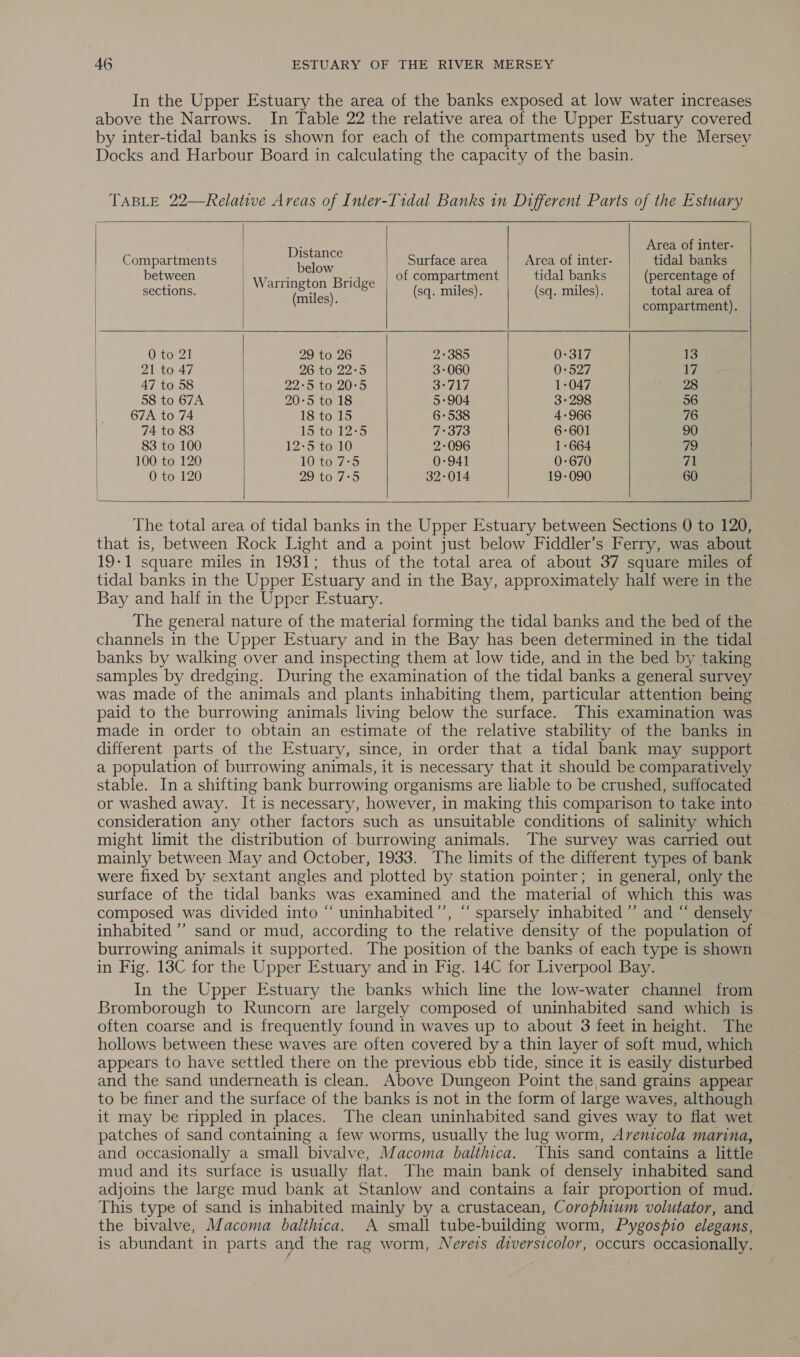 46 ESTUARY OF THE RIVER MERSEY
In the Upper Estuary the area of the banks exposed at low water increases
above the Narrows. In Table 22 the relative area of the Upper Estuary covered
by inter-tidal banks is shown for each of the compartments used by the Mersey
Docks and Harbour Board in calculating the capacity of the basin.
TABLE 22—Relative Areas of Inter-Tidal Banks in Different Parts of the Estuary
Compartments between sections. | Distance below Warrington Bridge (miles). | Surface area of compartment (sq. miles). | Area of inter-tidal banks (sq. miles). | Area of inter-tidal banks (percentage of total area of compartment).
0 to 21 | 29 to 26 | 2·385 | 0·317 | 13
21 to 47 | 26 to 22·5 | 3·060 | 0·527 | 17
47 to 58 | 22·5 to 20·5 | 3·717 | 1·047 | 28
58 to 67A | 20·5 to 18 | 5·904 | 3·298 | 56
67A to 74 | 18 to 15 | 6·538 | 4·966 | 76
74 to 83 | 15 to 12·5 | 7·373 | 6·601 | 90
83 to 100 | 12·5 to 10 | 2·096 | 1·664 | 79
100 to 120 | 10 to 7·5 | 0·941 | 0·670 | 71
0 to 120 | 29 to 7·5 | 32·014 | 19·090 | 60
The total area of tidal banks in the Upper Estuary between Sections 0 to 120,
that is, between Rock Light and a point just below Fiddler's Ferry, was about
19·1 square miles in 1931; thus of the total area of about 37 square miles of
tidal banks in the Upper Estuary and in the Bay, approximately half were in the
Bay and half in the Upper Estuary.
The general nature of the material forming the tidal banks and the bed of the
channels in the Upper Estuary and in the Bay has been determined in the tidal
banks by walking over and inspecting them at low tide, and in the bed by taking
samples by dredging. During the examination of the tidal banks a general survey
was made of the animals and plants inhabiting them, particular attention being
paid to the burrowing animals living below the surface. This examination was
made in order to obtain an estimate of the relative stability of the banks in
different parts of the Estuary, since, in order that a tidal bank may support
a population of burrowing animals, it is necessary that it should be comparatively
stable. In a shifting bank burrowing organisms are liable to be crushed, suffocated
or washed away. It is necessary, however, in making this comparison to take into
consideration any other factors such as unsuitable conditions of salinity which
might limit the distribution of burrowing animals. The survey was carried out
mainly between May and October, 1933. The limits of the different types of bank
were fixed by sextant angles and plotted by station pointer; in general, only the
surface of the tidal banks was examined and the material of which this was
composed was divided into “ uninhabited ”, “ sparsely inhabited ” and “ densely
inhabited ” sand or mud, according to the relative density of the population of
burrowing animals it supported. The position of the banks of each type is shown
in Fig. 13C for the Upper Estuary and in Fig. 14C for Liverpool Bay.
In the Upper Estuary the banks which line the low-water channel from
Bromborough to Runcorn are largely composed of uninhabited sand which is
often coarse and is frequently found in waves up to about 3 feet in height. The
hollows between these waves are often covered by a thin layer of soft mud, which
appears to have settled there on the previous ebb tide, since it is easily disturbed
and the sand underneath is clean. Above Dungeon Point the sand grains appear
to be finer and the surface of the banks is not in the form of large waves, although
it may be rippled in places. The clean uninhabited sand gives way to flat wet
patches of sand containing a few worms, usually the lug worm, Arenicola marina,
and occasionally a small bivalve, Macoma balthica. This sand contains a little
mud and its surface is usually flat. The main bank of densely inhabited sand
adjoins the large mud bank at Stanlow and contains a fair proportion of mud.
This type of sand is inhabited mainly by a crustacean, Corophium volutator, and
the bivalve, Macoma balthica. A small tube-building worm, Pygospio elegans,
is abundant in parts and the rag worm, Nereis diversicolor, occurs occasionally.